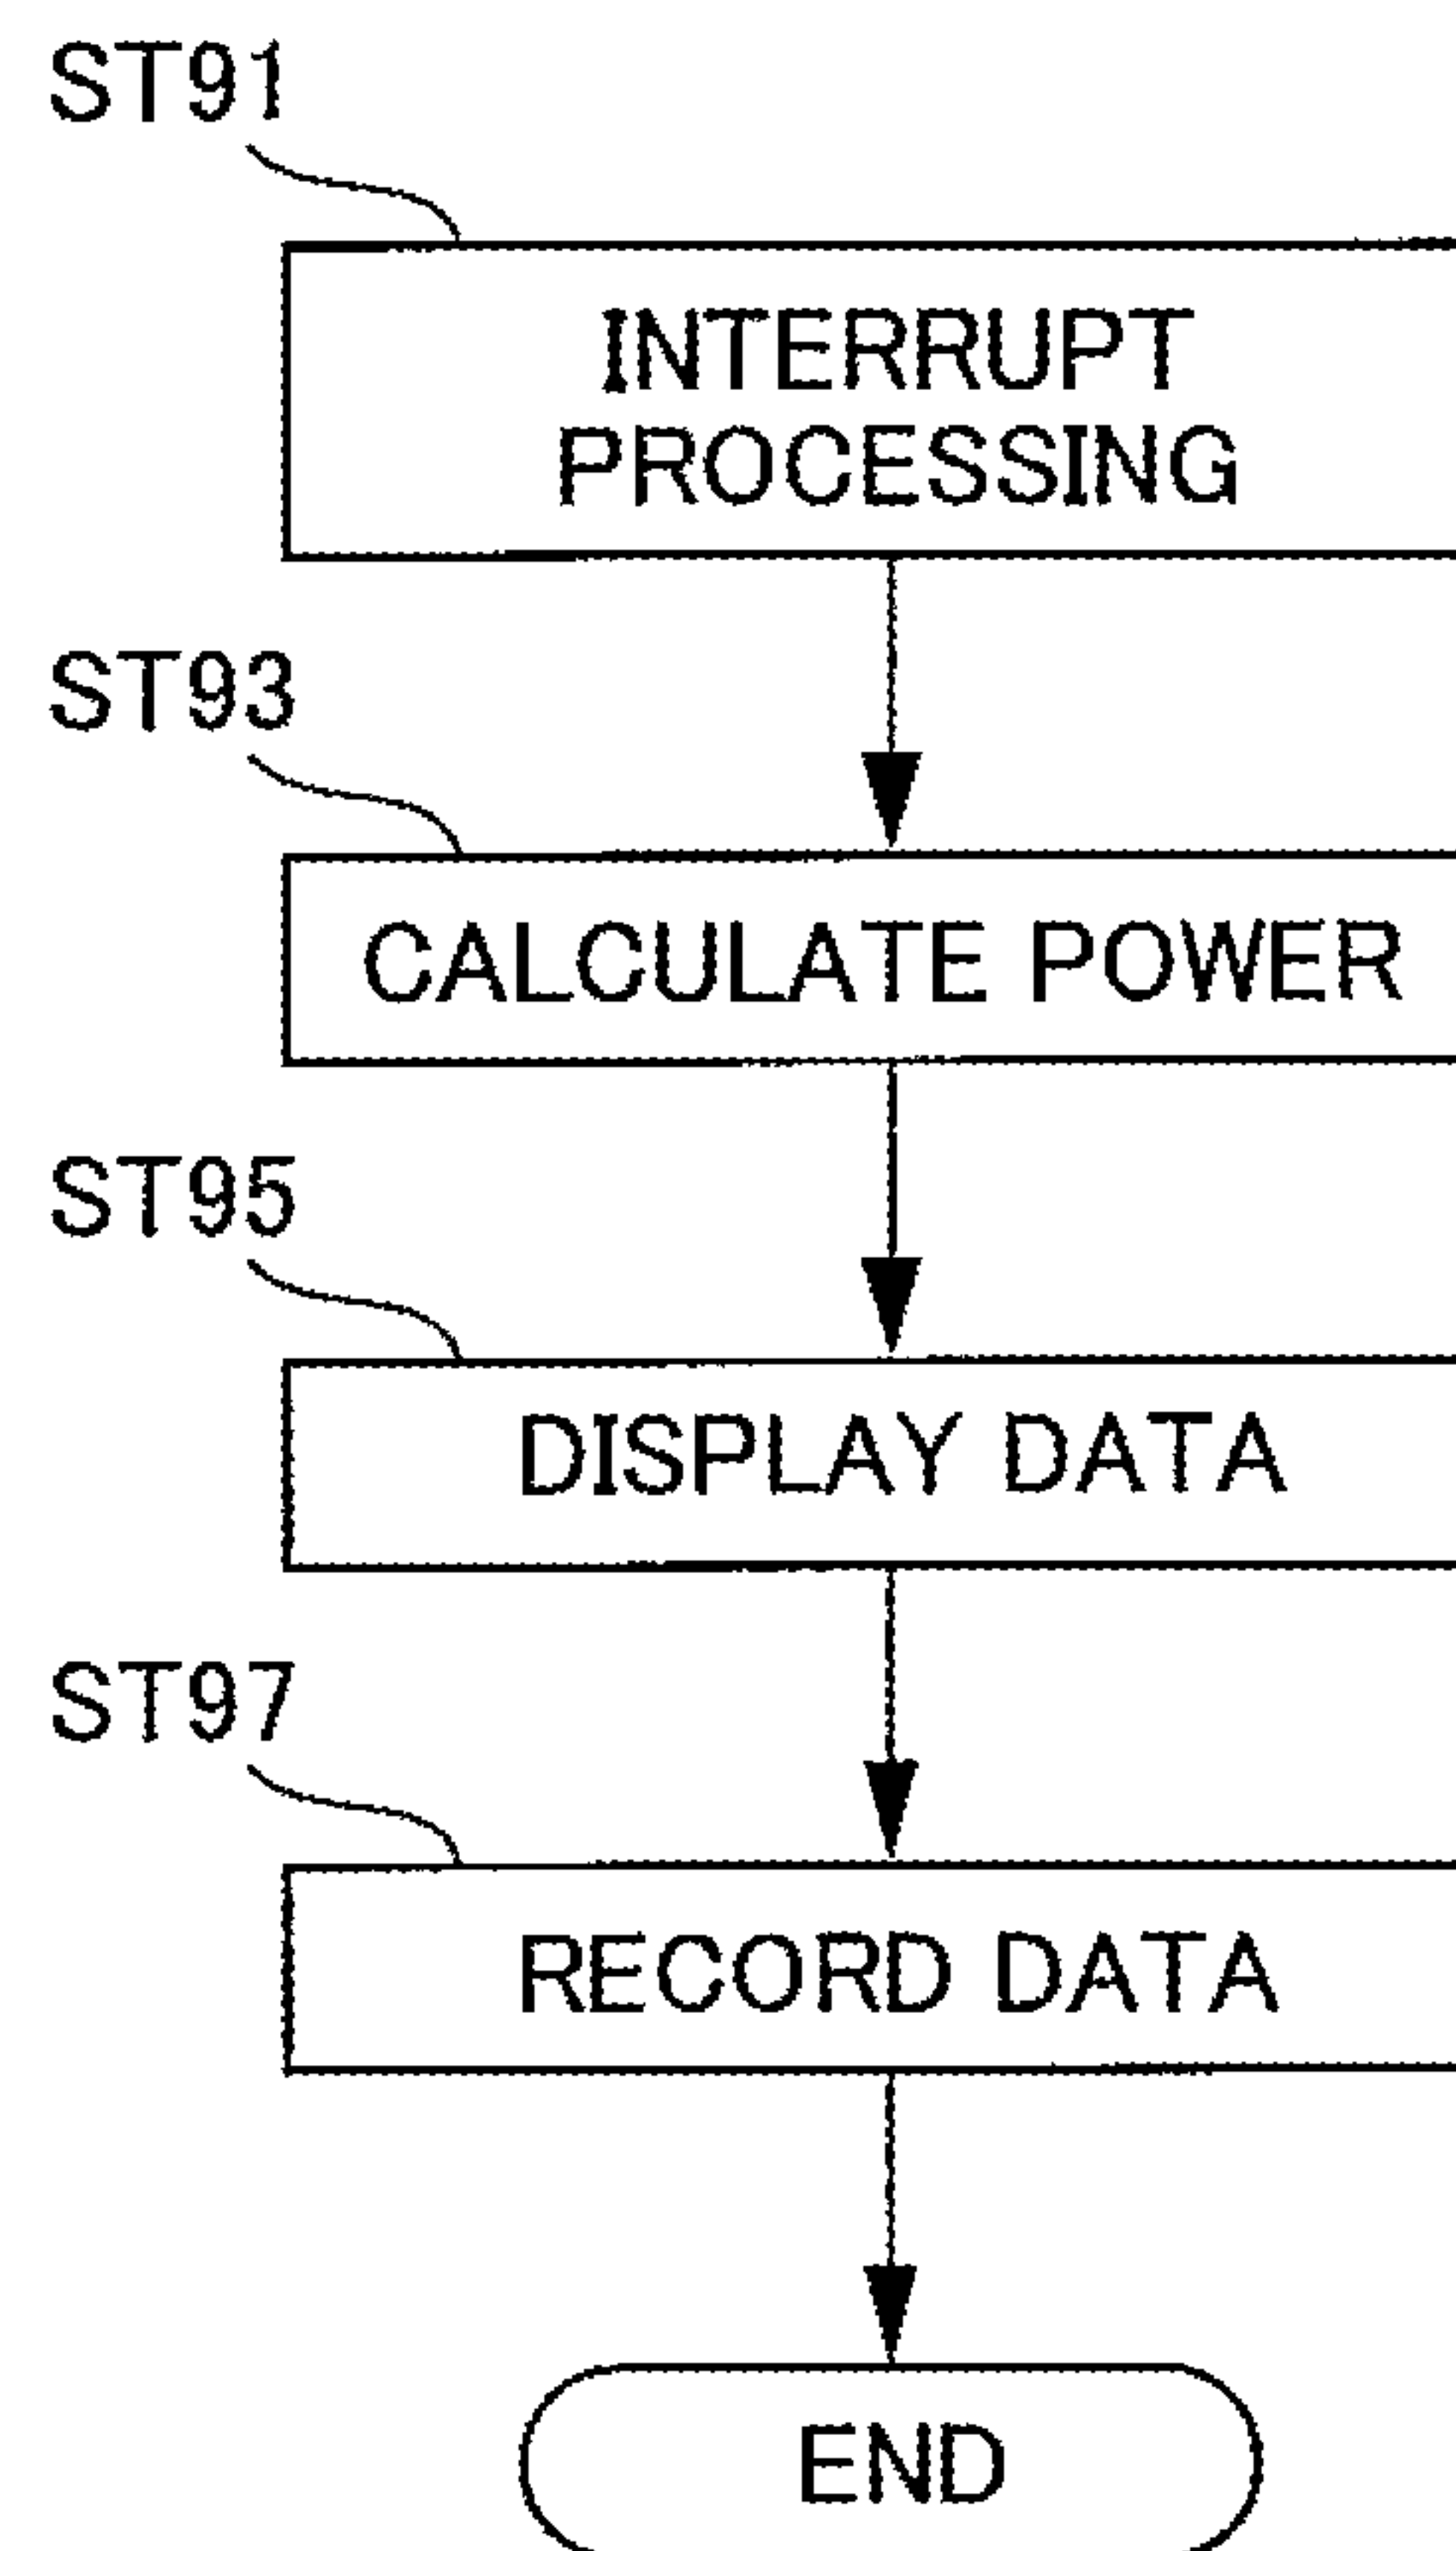 ST91
INTERRUPT
PROCESSING
ST93
CALCULATE POWER
ST95
DISPLAY DATA
ST97
RECORD DATA
END